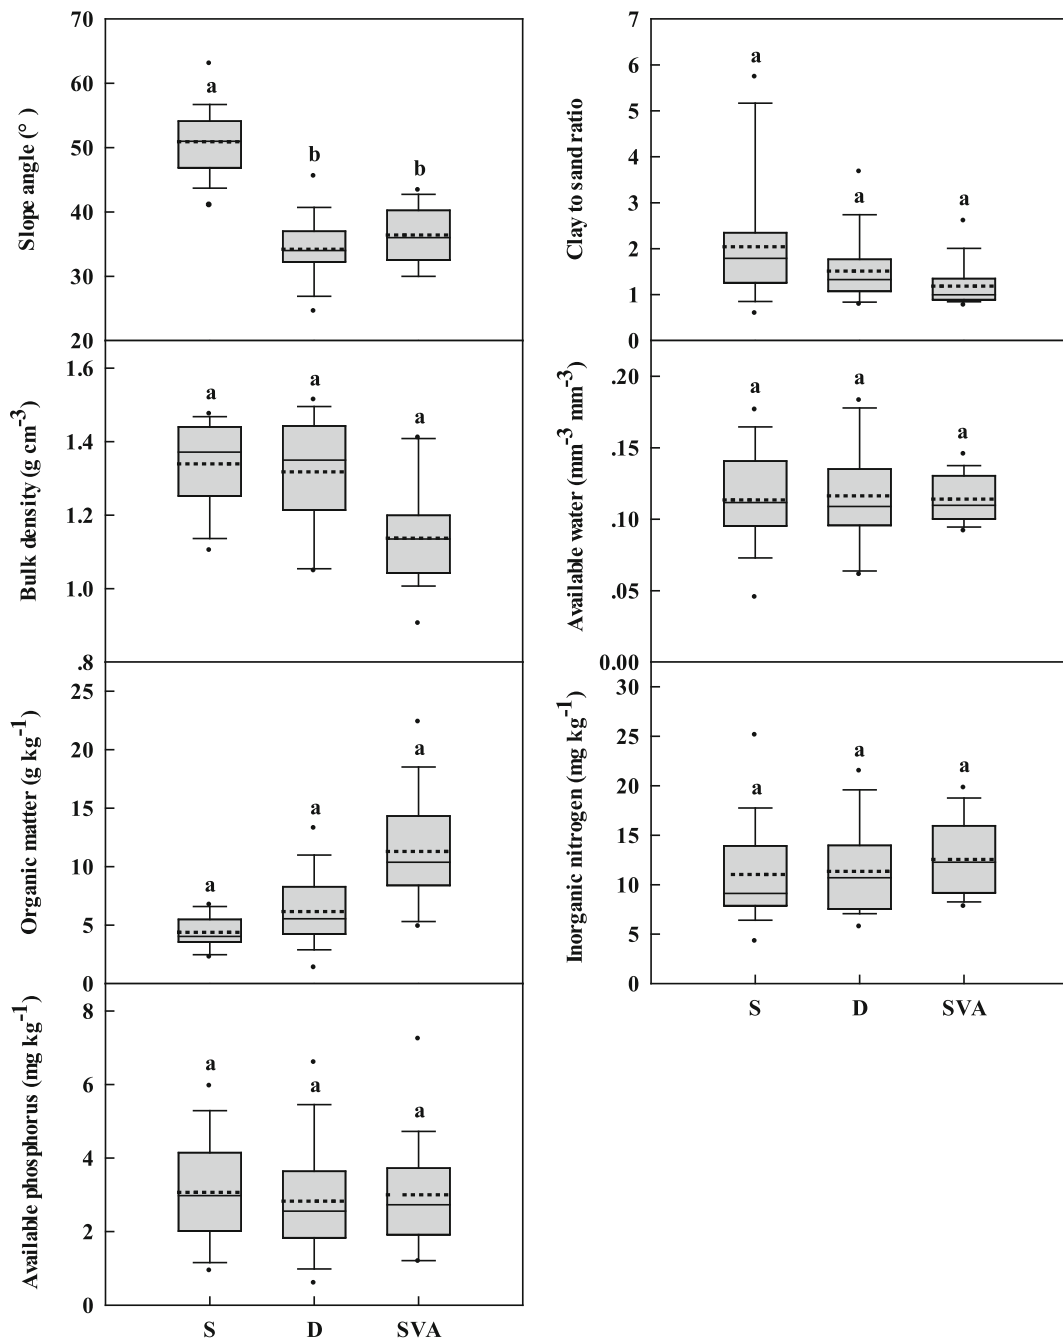 Slope angle (°)
70
60
50
40
30
20
a
b
b
Clay to sand ratio
7
6
5
4
3
2
1
0
a
a
a
Bulk density (g cm-3)
1.6
1.4
1.2
1.0
.8
a
a
a
Available water (mm-3 mm-3)
.20
.15
.10
.05
0.00
a
a
a
Organic matter (g kg-1)
25
20
15
10
5
0
a
a
a
Inorganic nitrogen (mg kg-1)
30
25
20
15
10
5
0
a
a
a
S D SVA
Available phosphorus (mg kg-1)
8
6
4
2
0
a
a
a
S D SVA